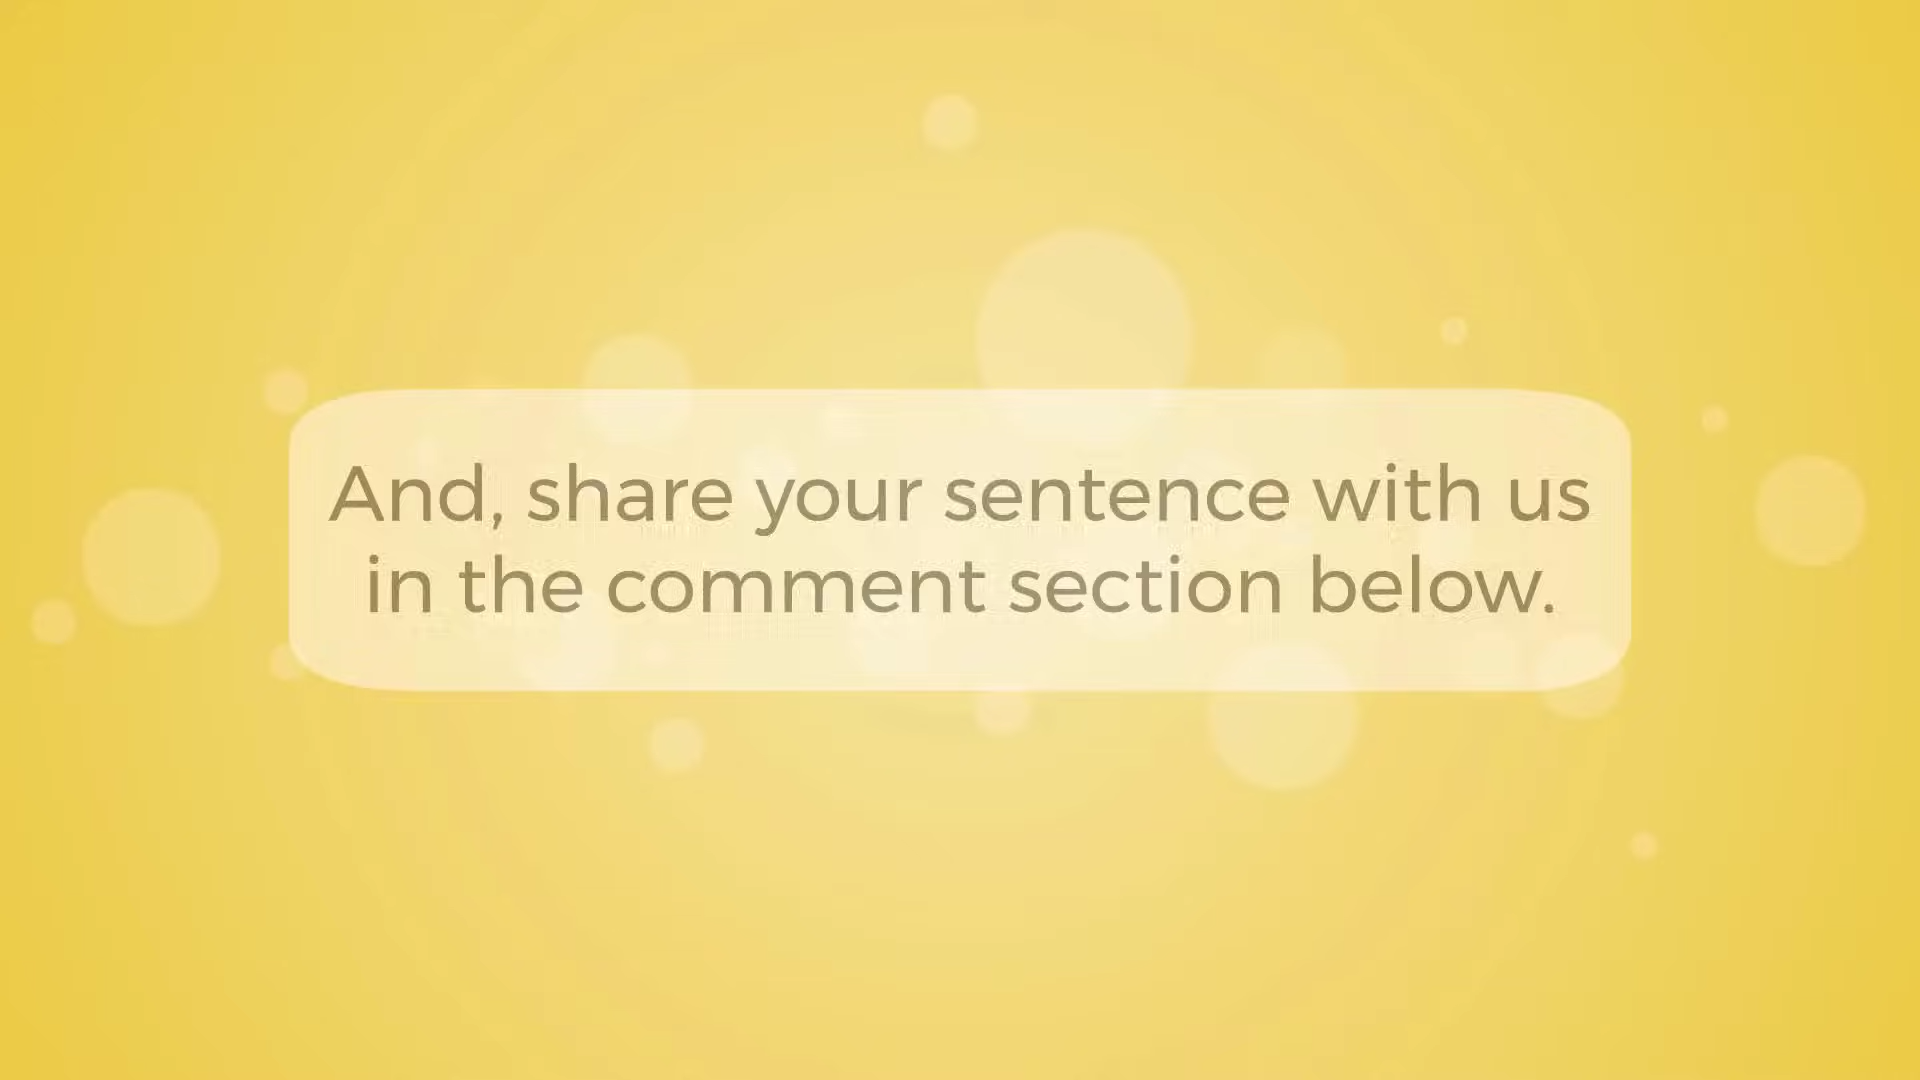 And, share your sentence with us
in the comment section below.